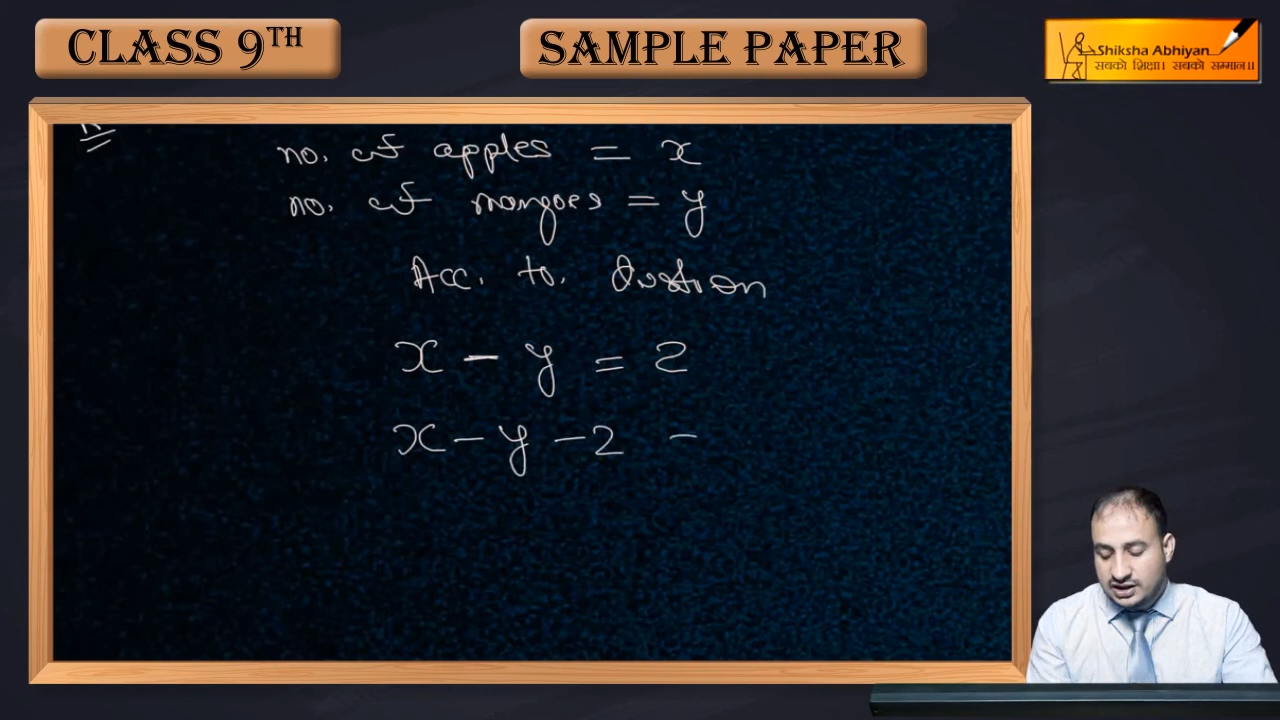 CLASS 9TH
SAMPLE PAPER
Shiksha Abhiyan
सबको शिक्षा। सबको सम्मान॥
no. of apples = x
no. of mangoes = y
Acc. to. Qustion
x - y = 2
x - y - 2 -